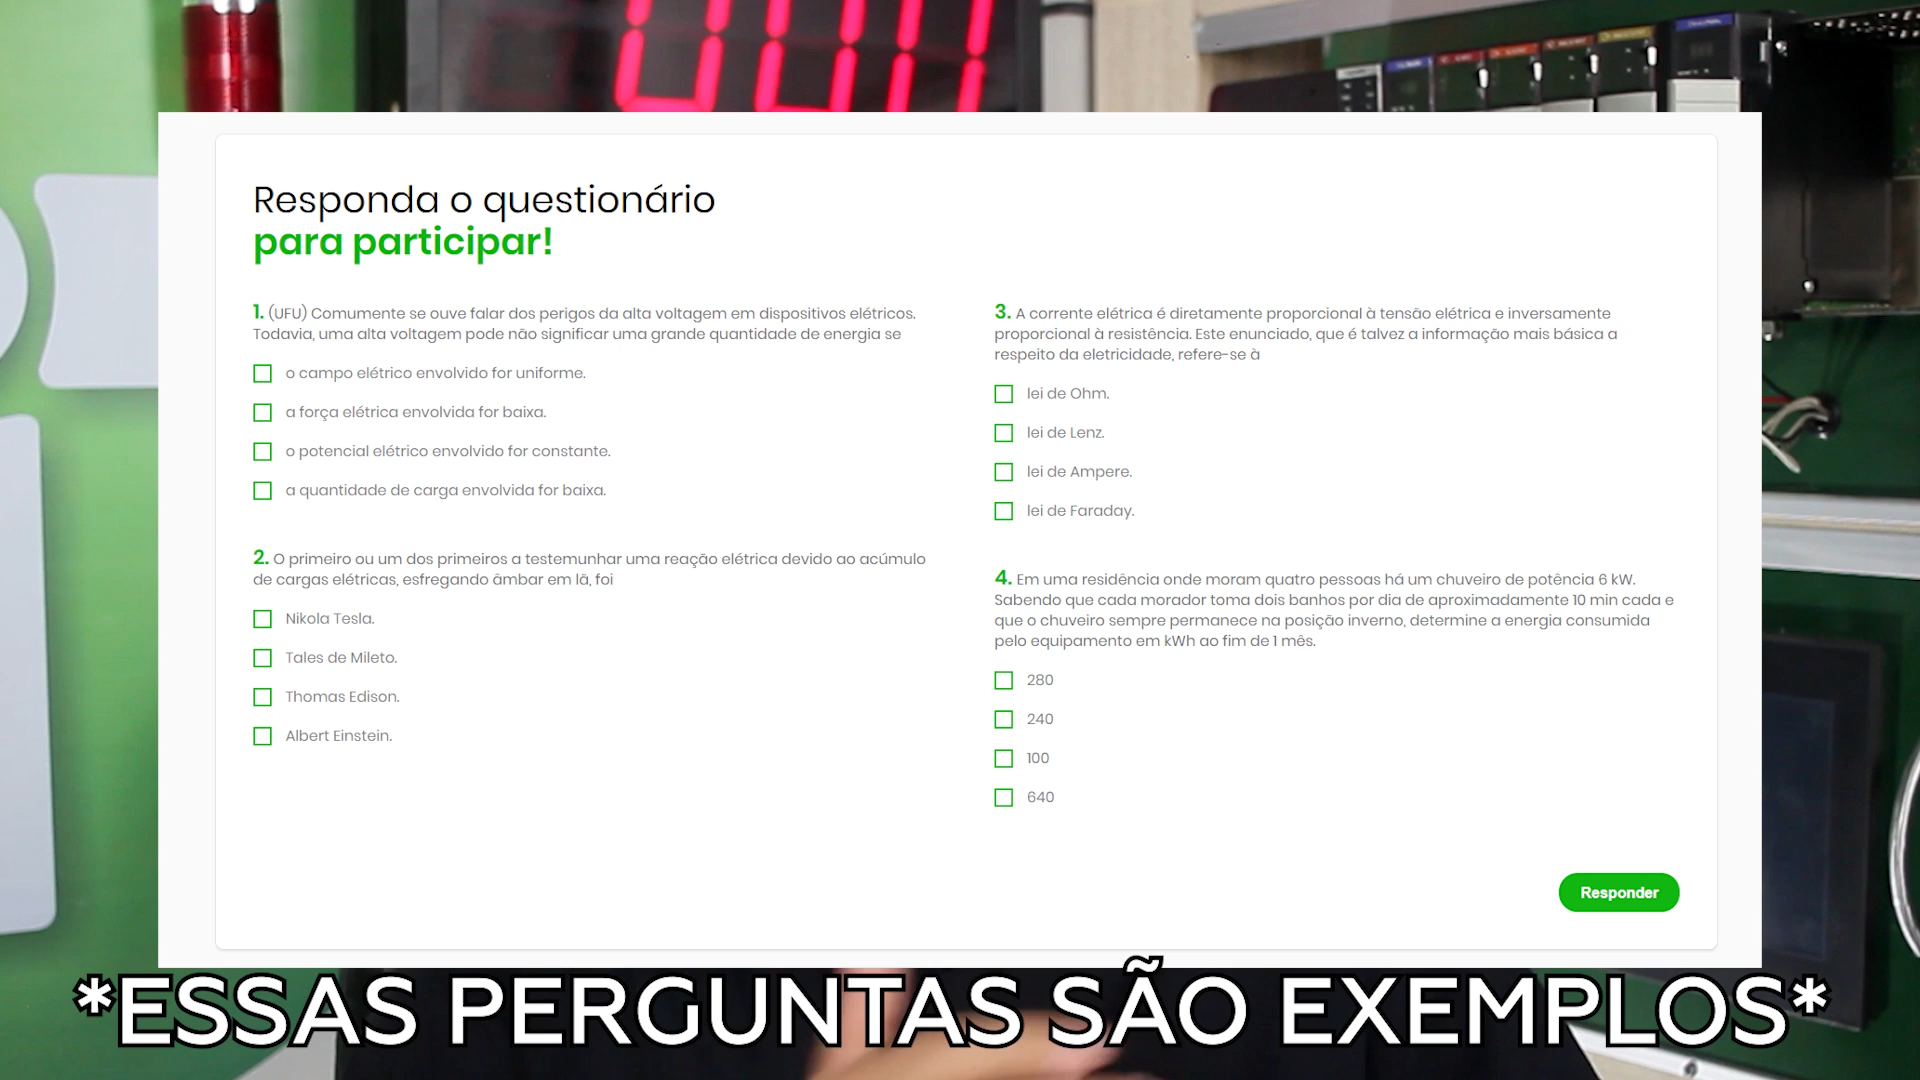 Responda o questionário
para participar!
1. (UFU) Comumente se ouve falar dos perigos da alta voltagem em dispositivos elétricos.
Todavia, uma alta voltagem pode não significar uma grande quantidade de energia se
o campo elétrico envolvido for uniforme.
a força elétrica envolvida for baixa.
o potencial elétrico envolvido for constante.
a quantidade de carga envolvida for baixa.
2. O primeiro ou um dos primeiros a testemunhar uma reação elétrica devido ao acúmulo
de cargas elétricas, esfregando âmbar em lã, foi
Nikola Tesla.
Tales de Mileto.
Thomas Edison.
Albert Einstein.
3. A corrente elétrica é diretamente proporcional à tensão elétrica e inversamente
proporcional à resistência. Este enunciado, que é talvez a informação mais básica a
respeito da eletricidade, refere-se à
lei de Ohm.
lei de Lenz.
lei de Ampere.
lei de Faraday.
4. Em uma residência onde moram quatro pessoas há um chuveiro de potência 6 kW.
Sabendo que cada morador toma dois banhos por dia de aproximadamente 10 min cada e
que o chuveiro sempre permanece na posição inverno, determine a energia consumida
pelo equipamento em kWh ao fim de 1 mês.
280
240
100
640
Responder
*ESSAS PERGUNTAS SÃO EXEMPLOS*